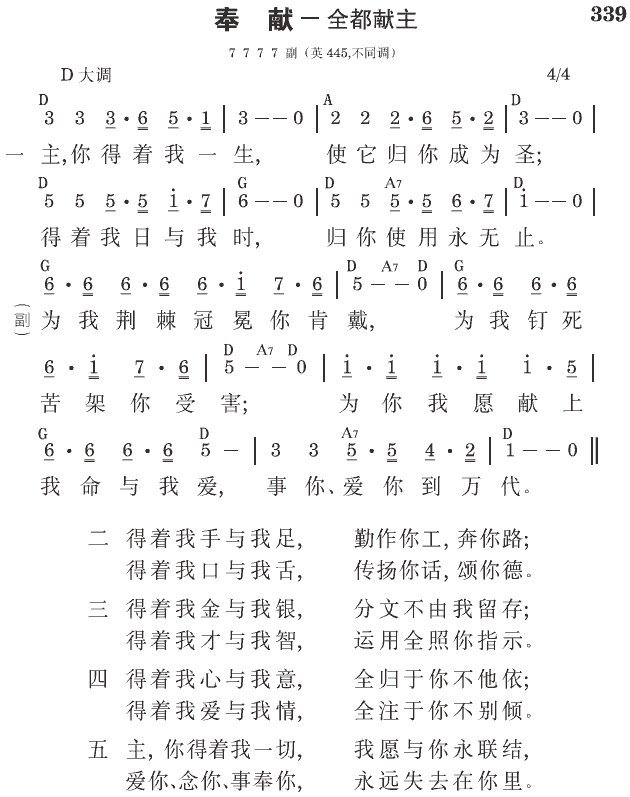 奉 献 — 全都献主 339
7 7 7 7 副 (英 445,不同调)
D 大调 4/4
D A D
3 3 3·6 5·1 | 3 – – 0 | 2 2 2·6 5·2 | 3 – – 0 |
一 主,你得着我一生, 使它归你成为圣;
D G D A7 D
5 5 5·5 i·7 | 6 – – 0 | 5 5 5·5 6·7 | i – – 0 |
得着我日与我时, 归你使用永无止。
G D A7 D G
6·6 6·6 6·i 7·6 | 5 – – 0 | 6·6 6·6
(副) 为我荆棘冠冕你肯戴, 为我钉死
D A7 D
6·i 7·6 | 5 – – 0 | i·i i·i i·5 |
苦架你受害; 为你我愿献上
G D A7 D
6·6 6·6 5 – | 3 3 5·5 4·2 | 1 – – 0 ‖
我命与我爱, 事你、爱你到万代。
二 得着我手与我足, 勤作你工,奔你路;
得着我口与我舌, 传扬你话,颂你德。
三 得着我金与我银, 分文不由我留存;
得着我才与我智, 运用全照你指示。
四 得着我心与我意, 全归于你不他依;
得着我爱与我情, 全注于你不别倾。
五 主,你得着我一切, 我愿与你永联结,
爱你、念你、事奉你, 永远失去在你里。